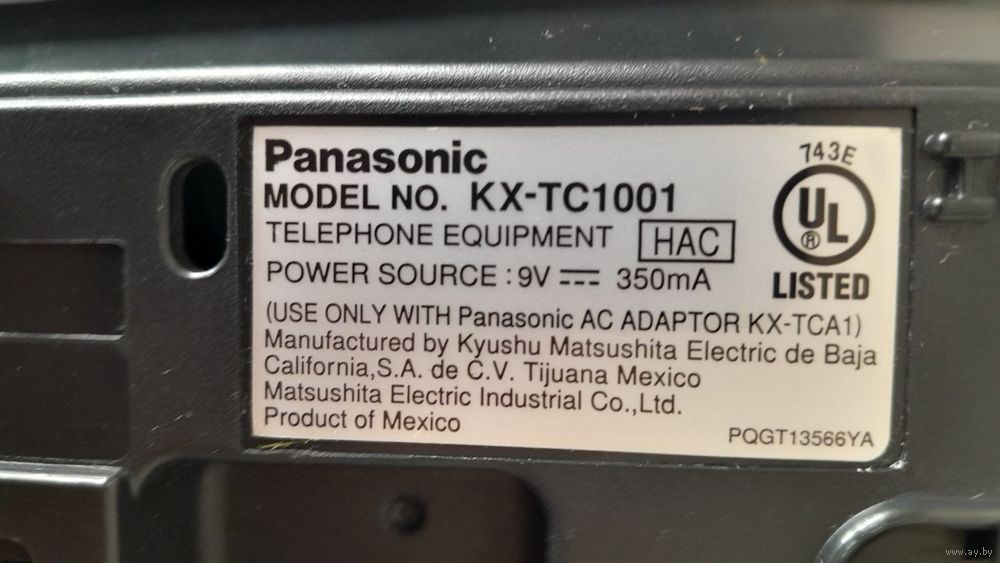 Panasonic
743E
MODEL NO. KX-TC1001
UL
®
TELEPHONE EQUIPMENT HAC
LISTED
POWER SOURCE : 9V ⎓ 350mA
(USE ONLY WITH Panasonic AC ADAPTOR KX-TCA1)
Manufactured by Kyushu Matsushita Electric de Baja
California,S.A. de C.V. Tijuana Mexico
Matsushita Electric Industrial Co.,Ltd.
Product of Mexico
PQGT13566YA
www.ay.by